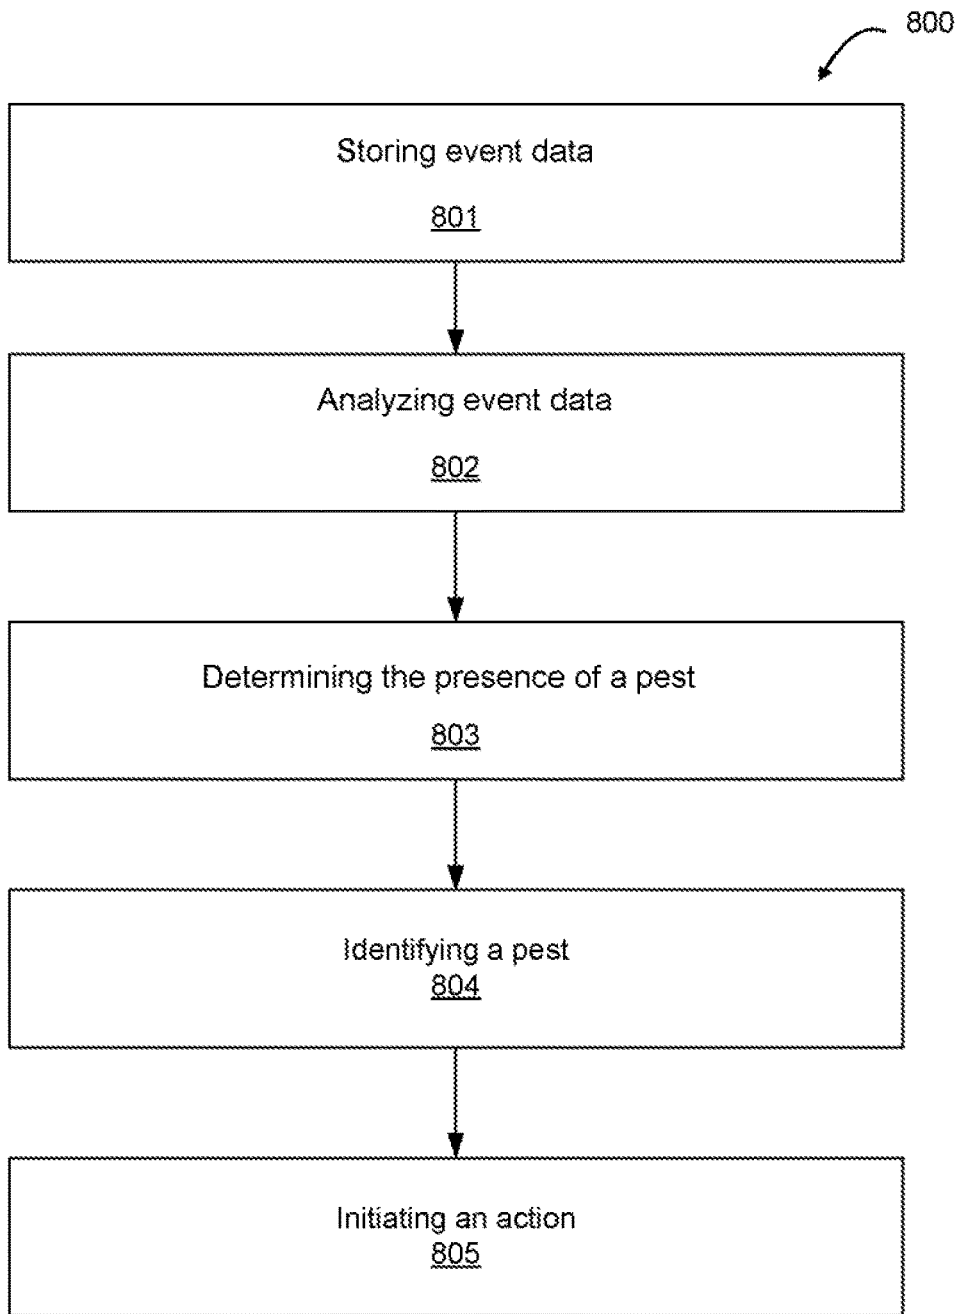 800
Storing event data
801
Analyzing event data
802
Determining the presence of a pest
803
Identifying a pest
804
Initiating an action
805